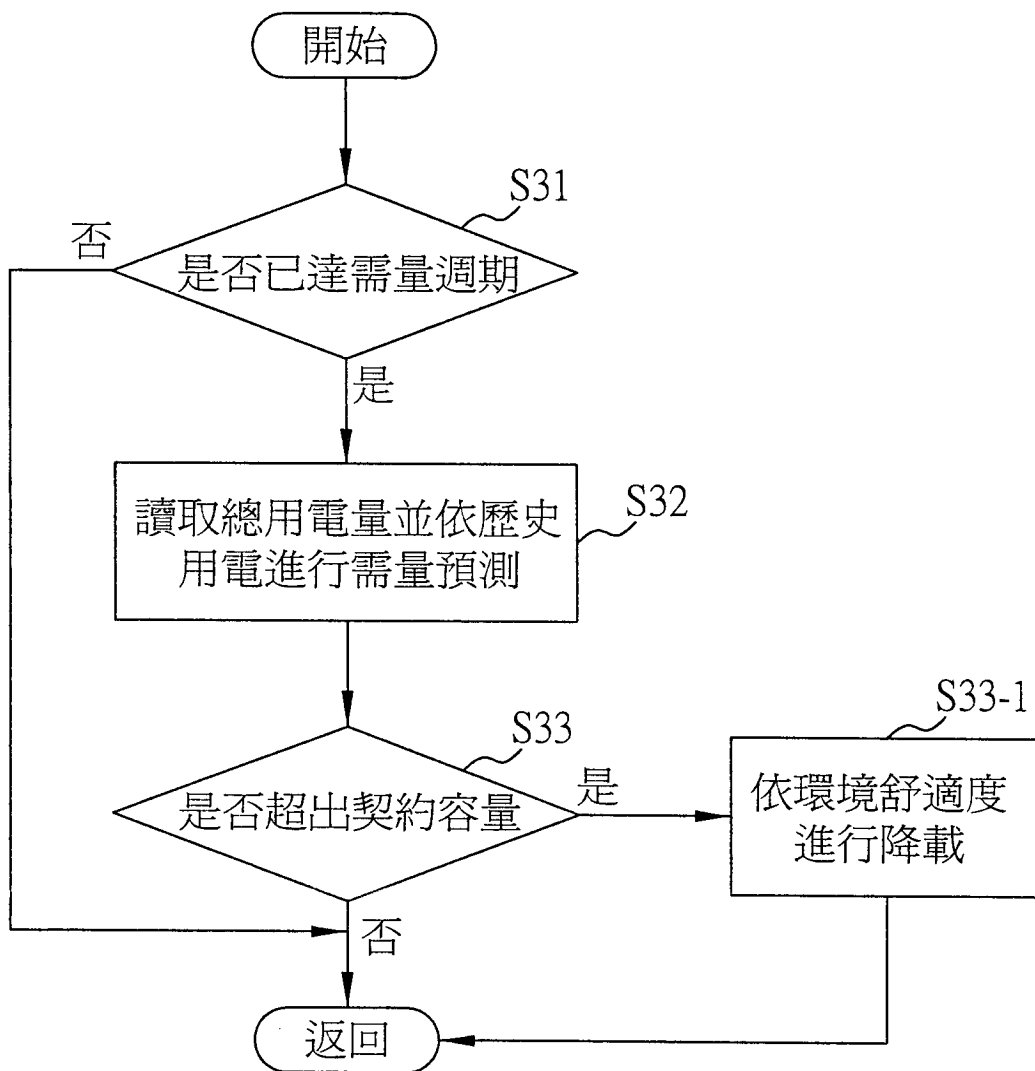 開始
S31
否
是否已達需量週期
是
S32
讀取總用電量並依歷史
用電進行需量預測
S33-1
S33
是
是否超出契約容量
依環境舒適度
進行降載
否
返回